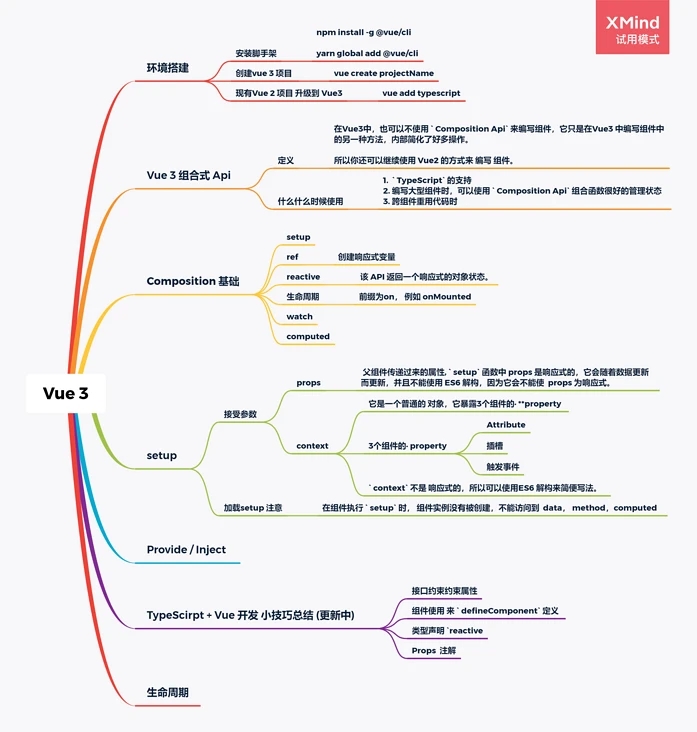 XMind
试用模式
Vue 3
环境搭建
npm install -g @vue/cli
安装脚手架
yarn global add @vue/cli
创建vue 3 项目
vue create projectName
现有Vue 2 项目 升级到 Vue3
vue add typescript
Vue 3 组合式 Api
定义
在Vue3中，也可以不使用 `Composition Api` 来编写组件，它只是在Vue3 中编写组件中
的另一种方法，内部简化了好多操作。
所以你还可以继续使用 Vue2 的方式来 编写 组件。
什么什么时候使用
1. `TypeScript` 的支持
2. 编写大型组件时，可以使用 `Composition Api` 组合函数很好的管理状态
3. 跨组件重用代码时
Composition 基础
setup
ref
创建响应式变量
reactive
该 API 返回一个响应式的对象状态。
生命周期
前缀为on， 例如 onMounted
watch
computed
setup
接受参数
props
父组件传递过来的属性, `setup` 函数中 props 是响应式的，它会随着数据更新
而更新，并且不能使用 ES6 解构，因为它会不能使 props 为响应式。
context
它是一个普通的 对象，它暴露3个组件的· **property
3个组件的· property
Attribute
插槽
触发事件
`context` 不是 响应式的，所以可以使用ES6 解构来简便写法。
加载setup 注意
在组件执行 `setup` 时， 组件实例没有被创建，不能访问到 data， method，computed
Provide / Inject
TypeScirpt + Vue 开发 小技巧总结 (更新中)
接口约束约束属性
组件使用 来 `defineComponent` 定义
类型声明 `reactive
Props 注解
生命周期